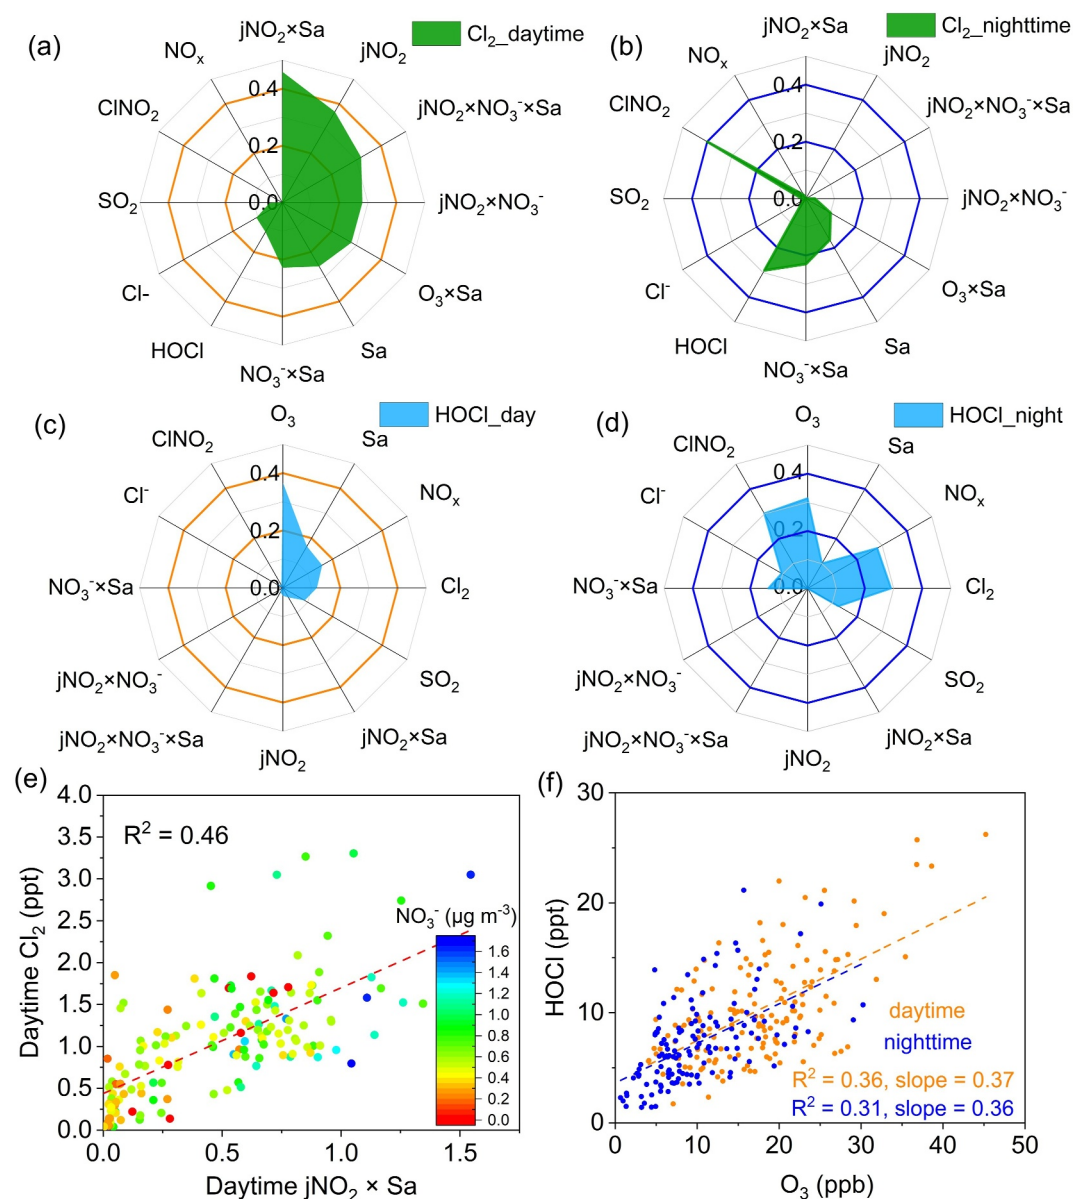 (a)
jNO₂×Sa
Cl₂_daytime
NOₓ
jNO₂
ClNO₂
jNO₂×NO₃⁻×Sa
SO₂
jNO₂×NO₃⁻
Cl-
O₃×Sa
HOCl
Sa
NO₃⁻×Sa
0.4
0.2
0.0
(b)
jNO₂×Sa
Cl₂_nighttime
NOₓ
jNO₂
ClNO₂
jNO₂×NO₃⁻×Sa
SO₂
jNO₂×NO₃⁻
Cl⁻
O₃×Sa
HOCl
Sa
NO₃⁻×Sa
0.4
0.2
0.0
(c)
O₃
HOCl_day
ClNO₂
Sa
Cl⁻
NOₓ
NO₃⁻×Sa
Cl₂
jNO₂×NO₃⁻
SO₂
jNO₂×NO₃⁻×Sa
jNO₂×Sa
jNO₂
0.4
0.2
0.0
(d)
O₃
HOCl_night
ClNO₂
Sa
Cl⁻
NOₓ
NO₃⁻×Sa
Cl₂
jNO₂×NO₃⁻
SO₂
jNO₂×NO₃⁻×Sa
jNO₂×Sa
jNO₂
0.4
0.2
0.0
(e)
R² = 0.46
Daytime Cl₂ (ppt)
4.0
3.5
3.0
2.5
2.0
1.5
1.0
0.5
0.0
NO₃⁻ (μg m⁻³)
1.6
1.4
1.2
1.0
0.8
0.6
0.4
0.2
0.0
0.0
0.5
1.0
1.5
Daytime jNO₂ × Sa
(f)
HOCl (ppt)
30
20
10
0
daytime
nighttime
R² = 0.36, slope = 0.37
R² = 0.31, slope = 0.36
0
10
20
30
40
50
O₃ (ppb)